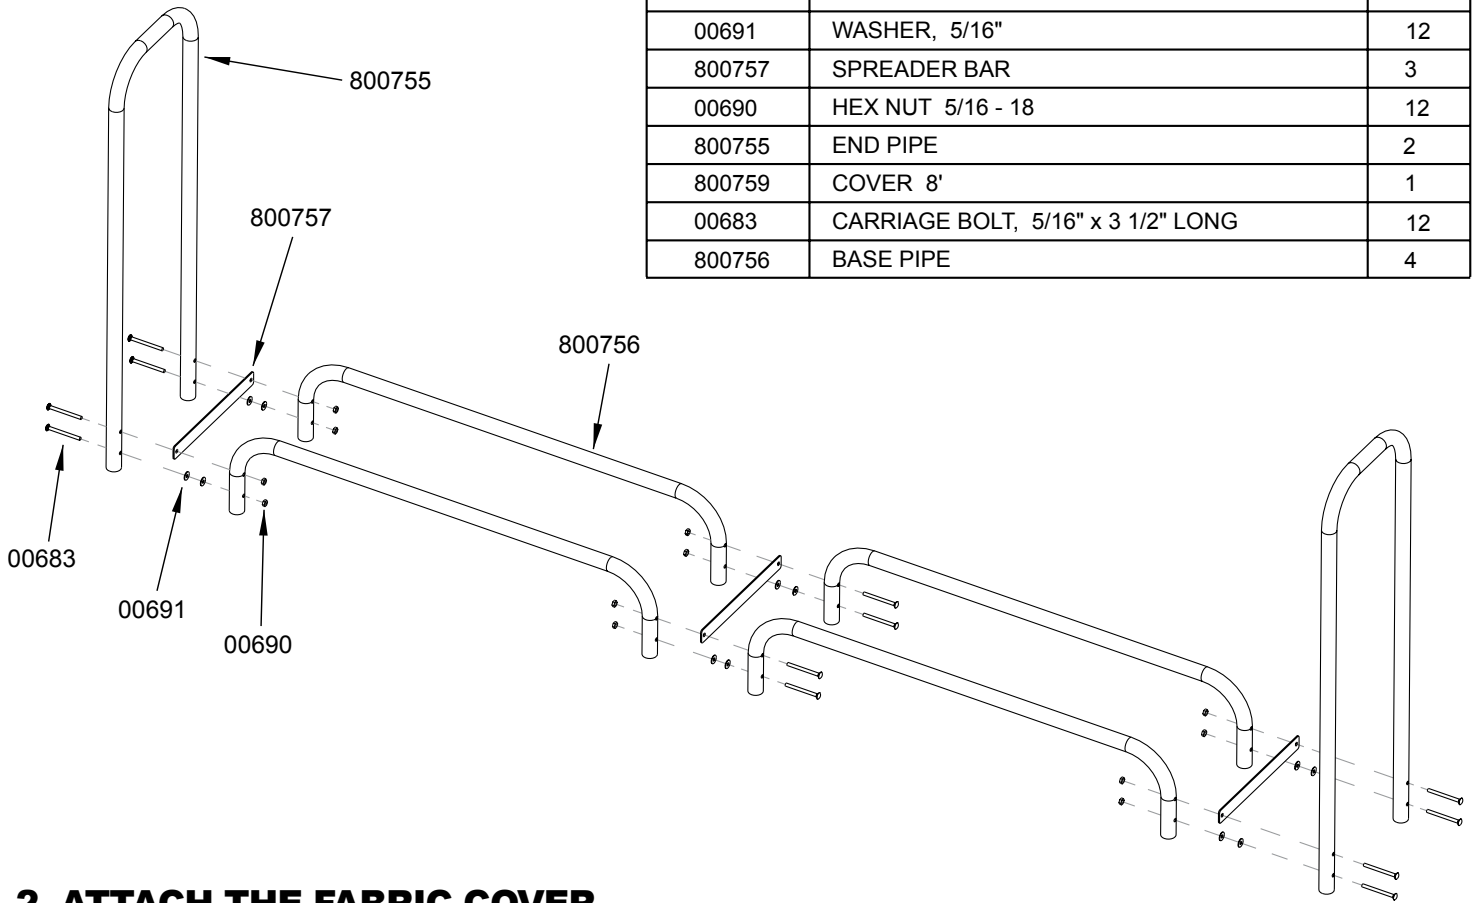 00691 WASHER, 5/16" 12
800757 SPREADER BAR 3
00690 HEX NUT 5/16 - 18 12
800755 END PIPE 2
800759 COVER 8' 1
00683 CARRIAGE BOLT, 5/16" x 3 1/2" LONG 12
800756 BASE PIPE 4
800755
800757
800756
00683
00691
00690
2. ATTACH THE FABRIC COVER